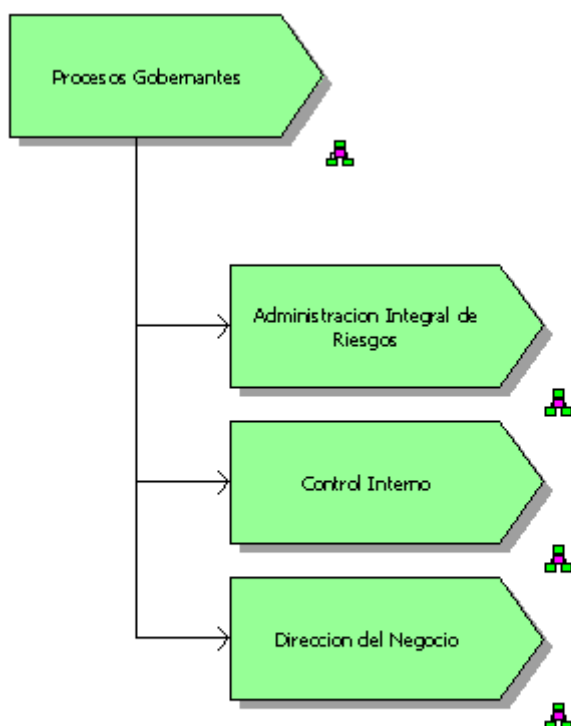 Procesos Gobernantes
Administracion Integral de
Riesgos
Control Interno
Direccion del Negocio